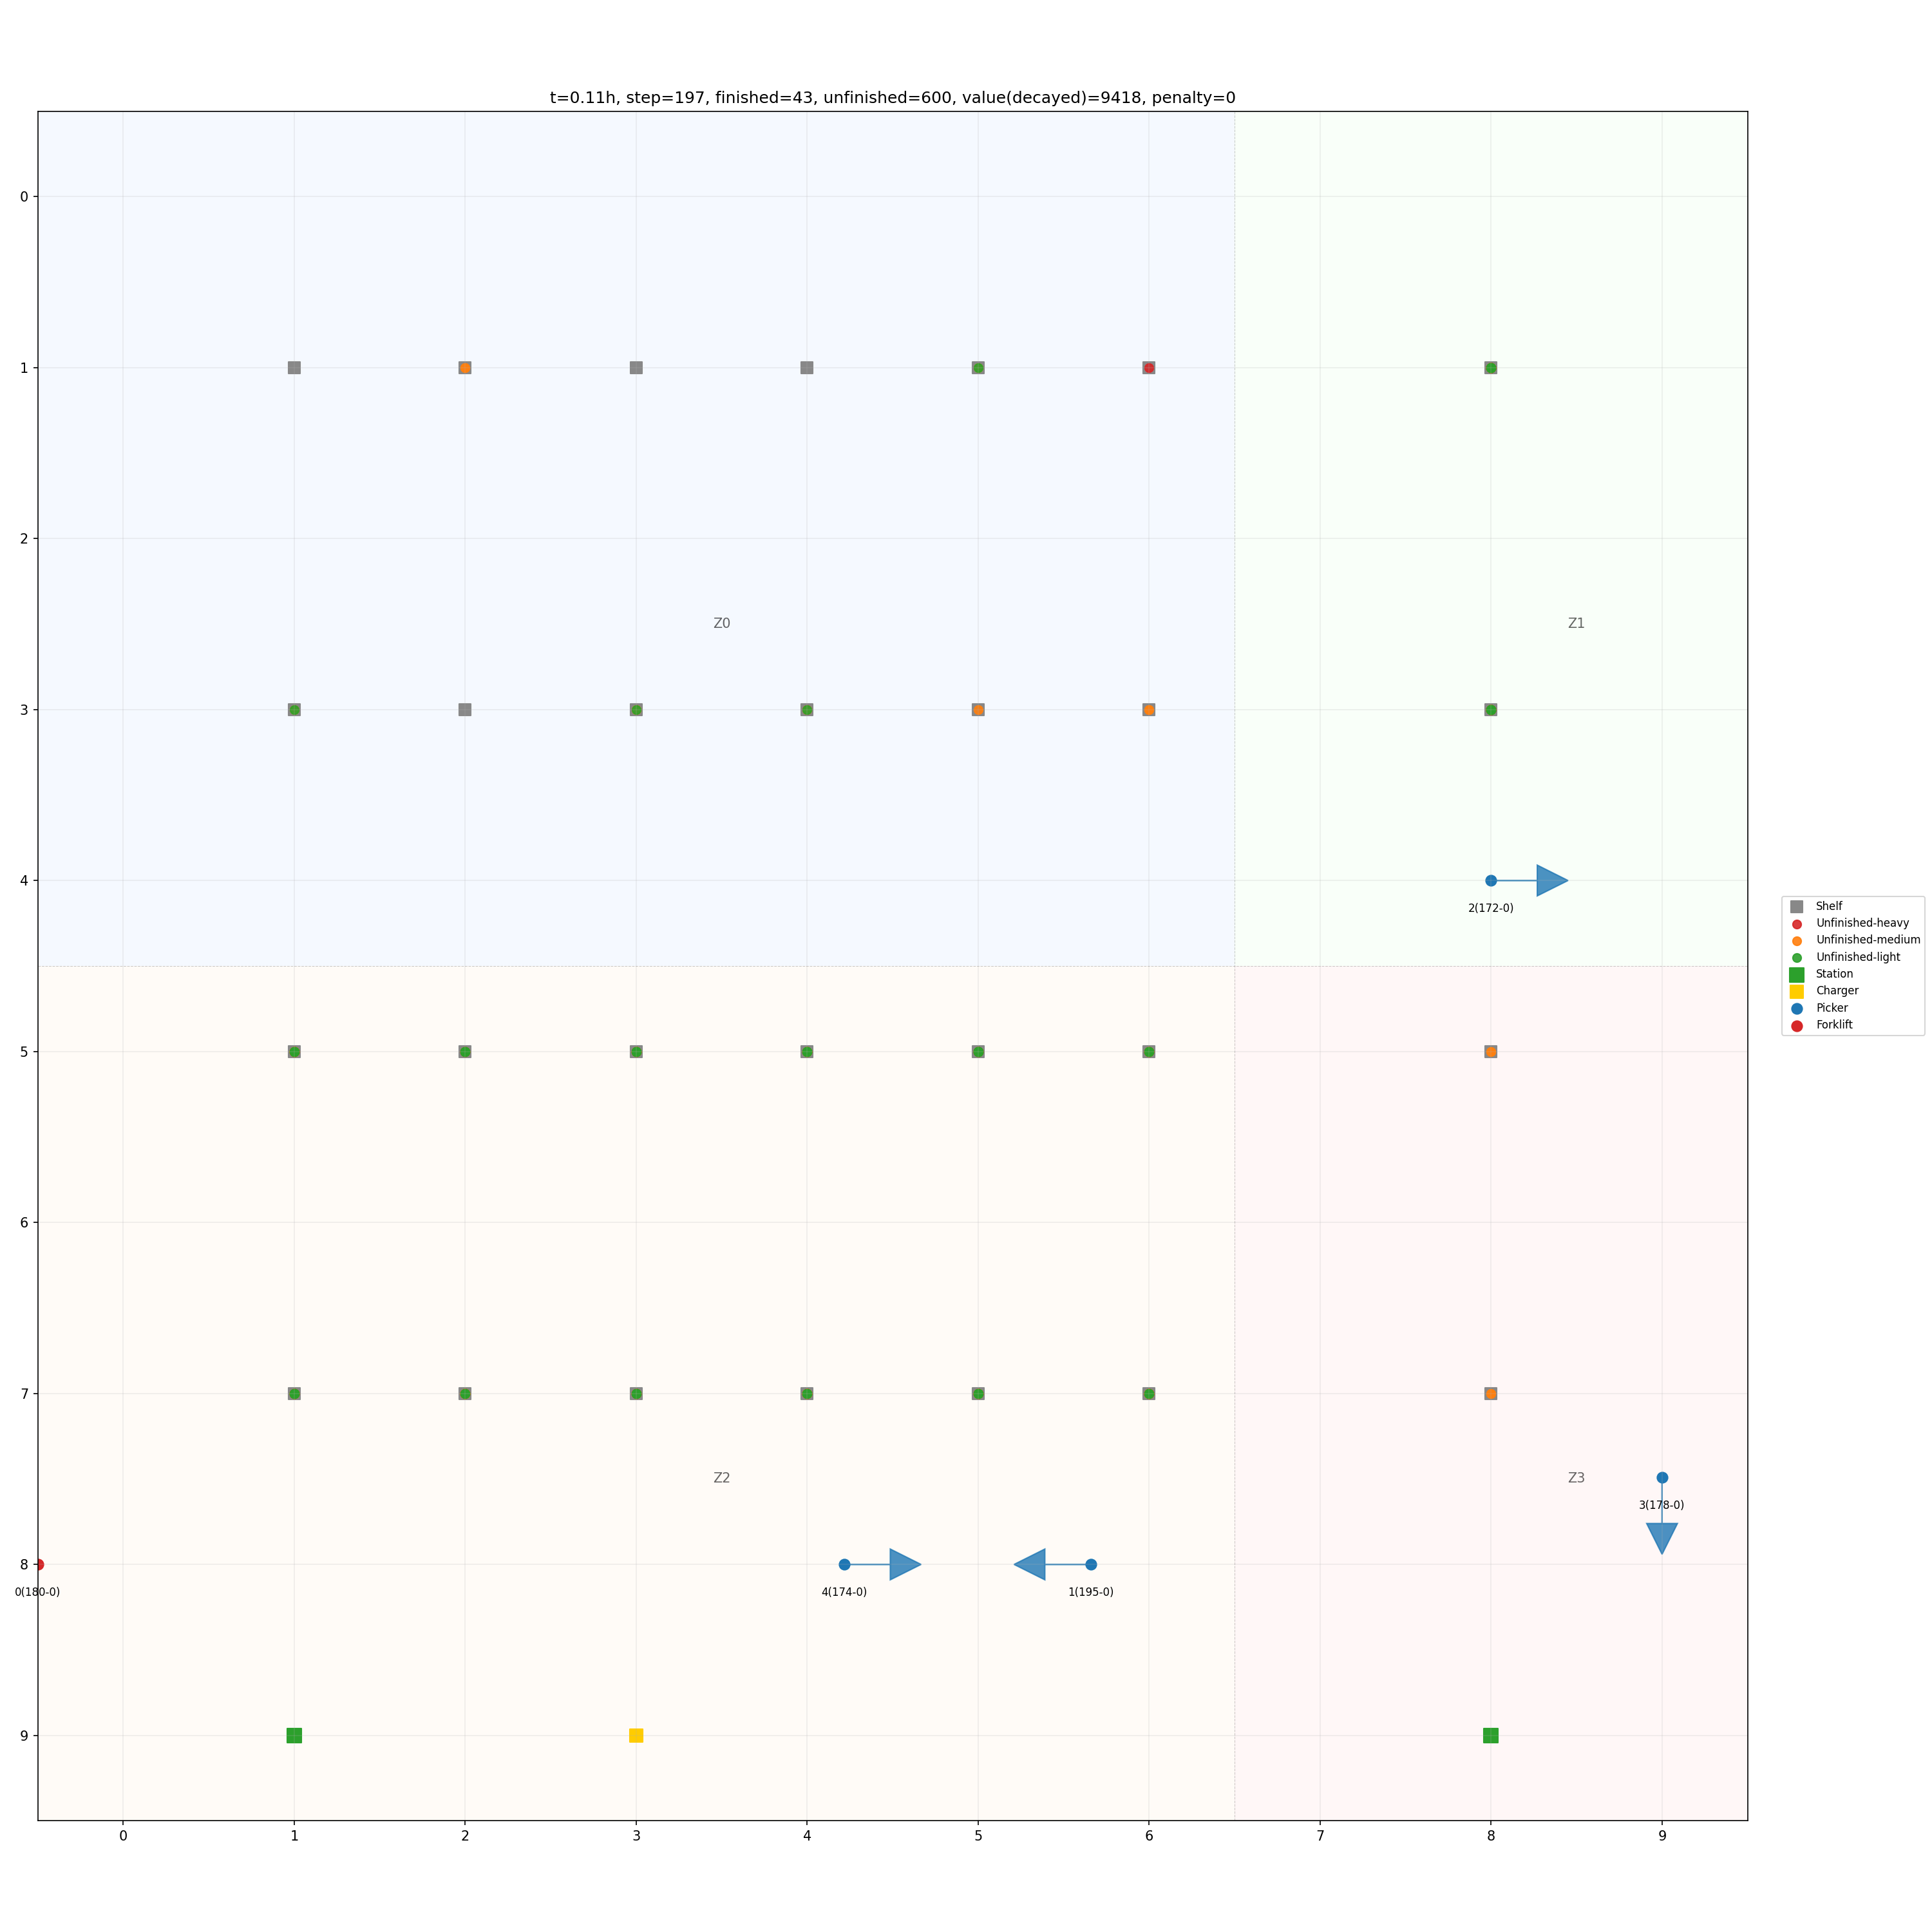 t=0.11h, step=197, finished=43, unfinished=600, value(decayed)=9418, penalty=0
0
1
2
Z0
Z1
3
4
2(172-0)
Shelf
Unfinished-heavy
Unfinished-medium
Unfinished-light
Station
Charger
Picker
Forklift
5
6
7
Z2
Z3
3(178-0)
8
0(180-0)
4(174-0)
1(195-0)
9
0
1
2
3
4
5
6
7
8
9